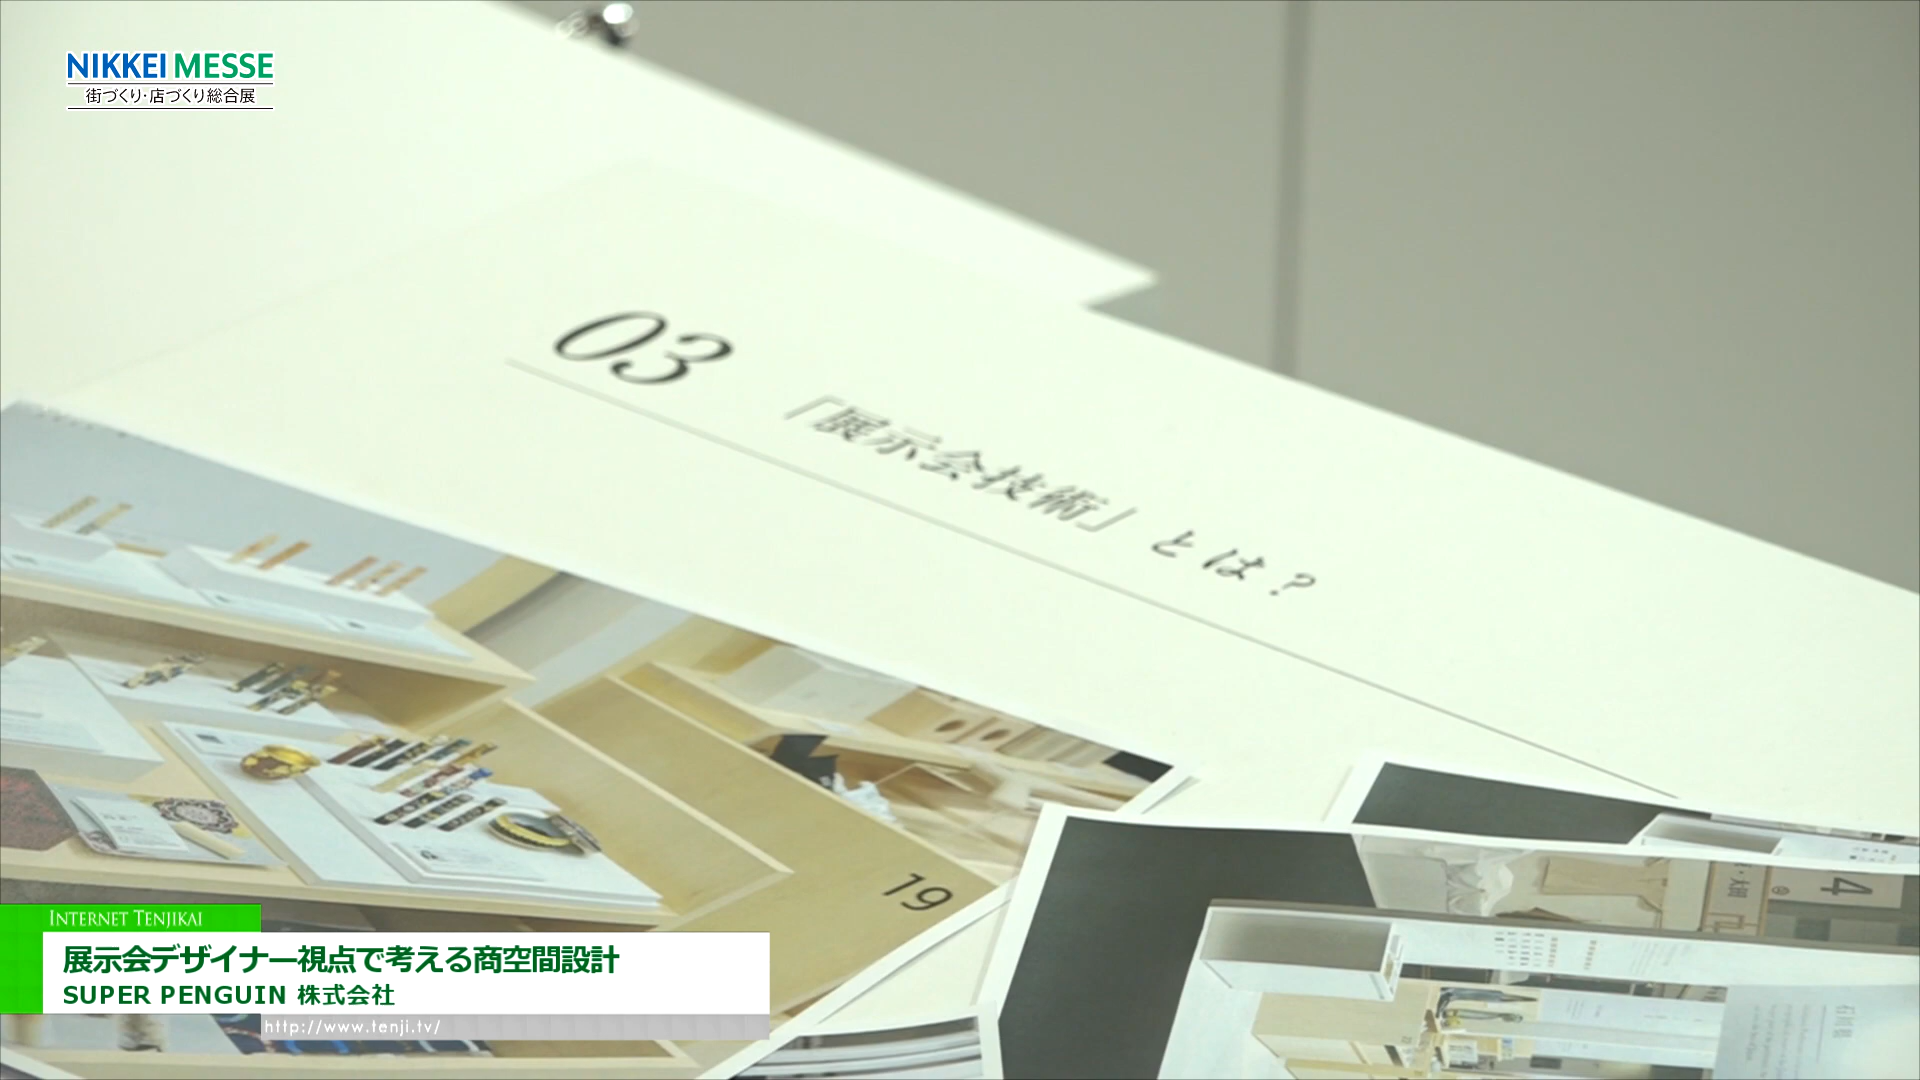 NIKKEI MESSE
街づくり・店づくり総合展
03
「展示会技術」とは？
19
4
INTERNET TENJIKAI
展示会デザイナー視点で考える商空間設計
SUPER PENGUIN 株式会社
http://www.tenji.tv/